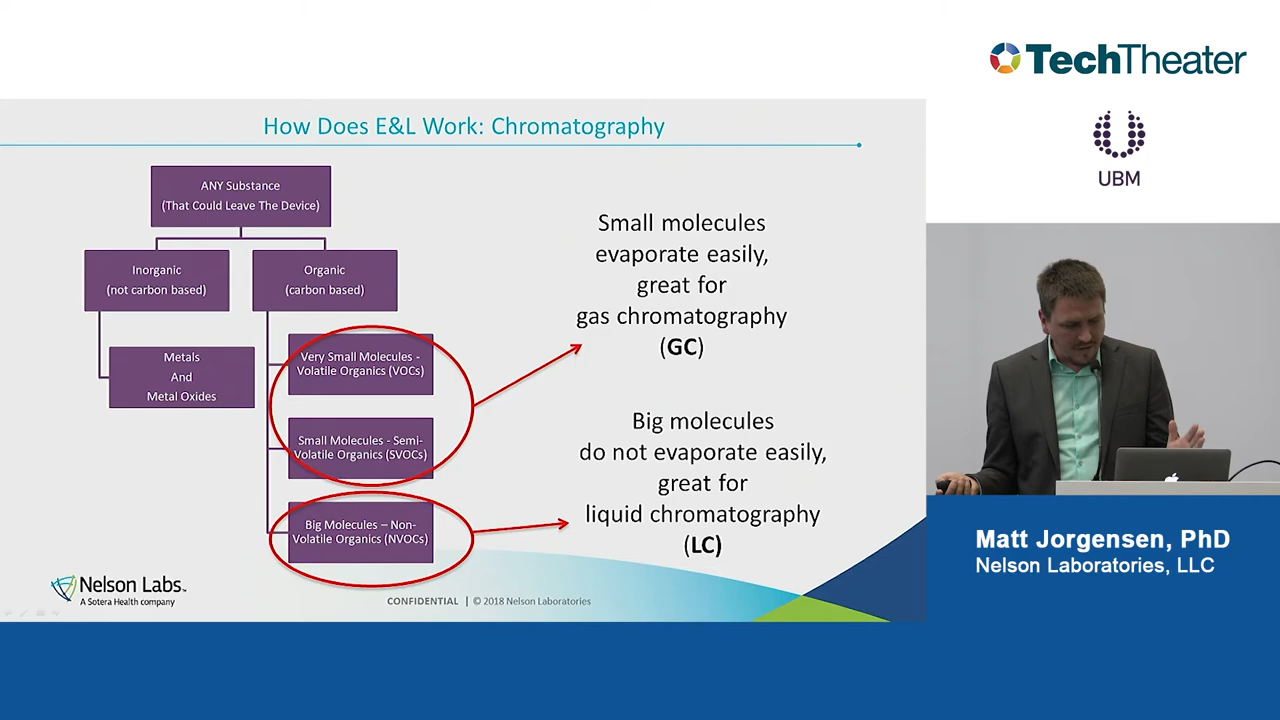 TechTheater
UBM
How Does E&L Work: Chromatography
ANY Substance
(That Could Leave The Device)
Inorganic
(not carbon based)
Organic
(carbon based)
Metals
And
Metal Oxides
Very Small Molecules -
Volatile Organics (VOCs)
Small Molecules - Semi-
Volatile Organics (SVOCs)
Big Molecules – Non-
Volatile Organics (NVOCs)
Small molecules
evaporate easily,
great for
gas chromatography
(GC)
Big molecules
do not evaporate easily,
great for
liquid chromatography
(LC)
Nelson Labs™
A Sotera Health company
CONFIDENTIAL | © 2018 Nelson Laboratories
Matt Jorgensen, PhD
Nelson Laboratories, LLC